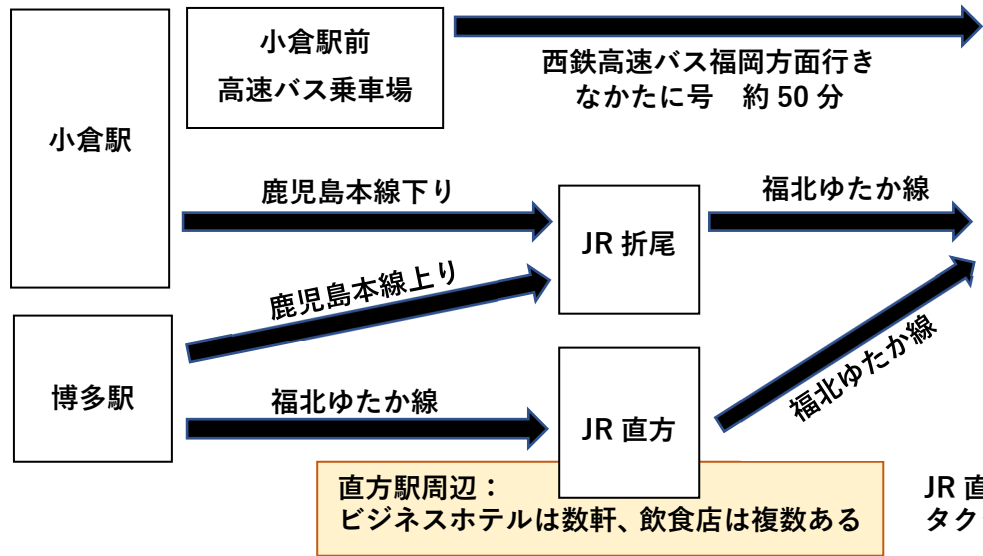 小倉駅
小倉駅前
高速バス乗車場
西鉄高速バス福岡方面行き
なかたに号 約50分
鹿児島本線下り
JR 折尾
福北ゆたか線
鹿児島本線上り
博多駅
福北ゆたか線
JR 直方
福北ゆたか線
直方駅周辺:
ビジネスホテルは数軒、飲食店は複数ある
JR 直
タク